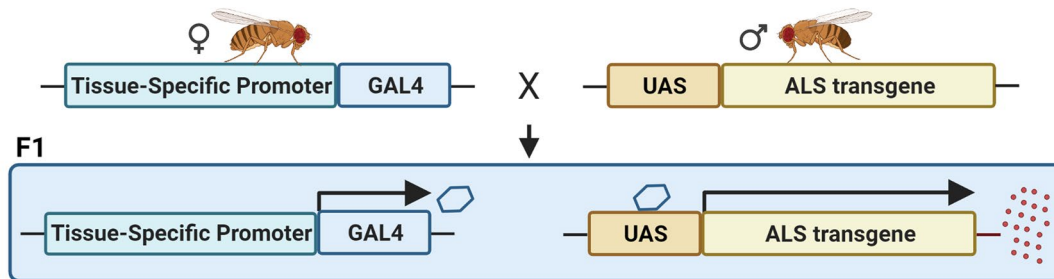 ♀ ♂
Tissue-Specific Promoter GAL4 X UAS ALS transgene
F1
Tissue-Specific Promoter GAL4 UAS ALS transgene